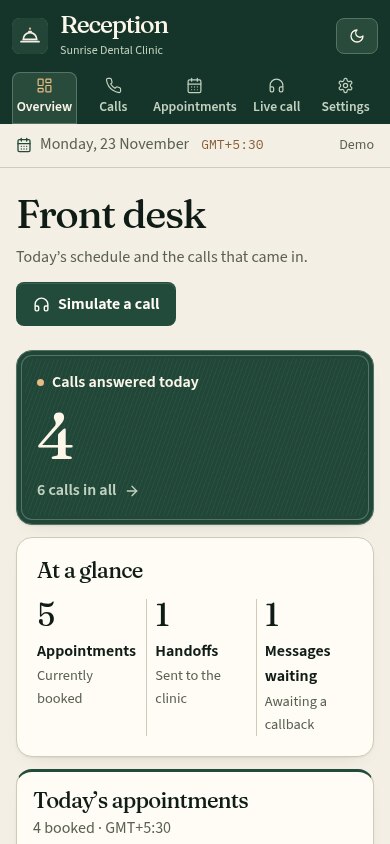 Reception
Sunrise Dental Clinic
Overview
Calls
Appointments
Live call
Settings
Monday, 23 November GMT+5:30 Demo
Front desk
Today’s schedule and the calls that came in.
Simulate a call
Calls answered today
4
6 calls in all →
At a glance
5
Appointments
Currently
booked
1
Handoffs
Sent to the
clinic
1
Messages
waiting
Awaiting a
callback
Today’s appointments
4 booked · GMT+5:30